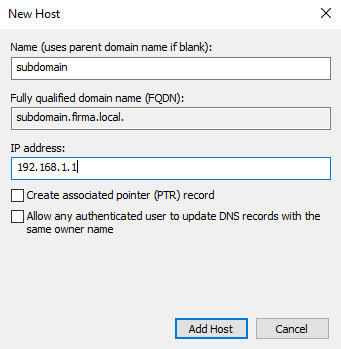 New Host
Name (uses parent domain name if blank):
subdomain
Fully qualified domain name (FQDN):
subdomain.firma.local.
IP address:
192.168.1.1
Create associated pointer (PTR) record
Allow any authenticated user to update DNS records with the
same owner name
Add Host
Cancel